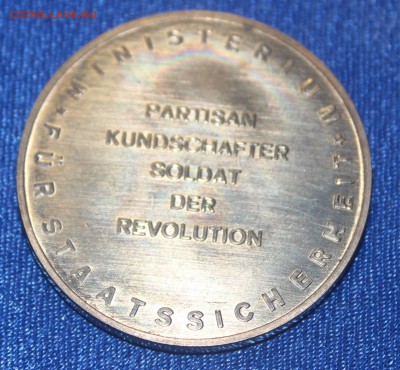 MINISTERIUM
FÜR STAATSSICHERHEIT
PARTISAN
KUNDSCHAFTER
SOLDAT
DER
REVOLUTION